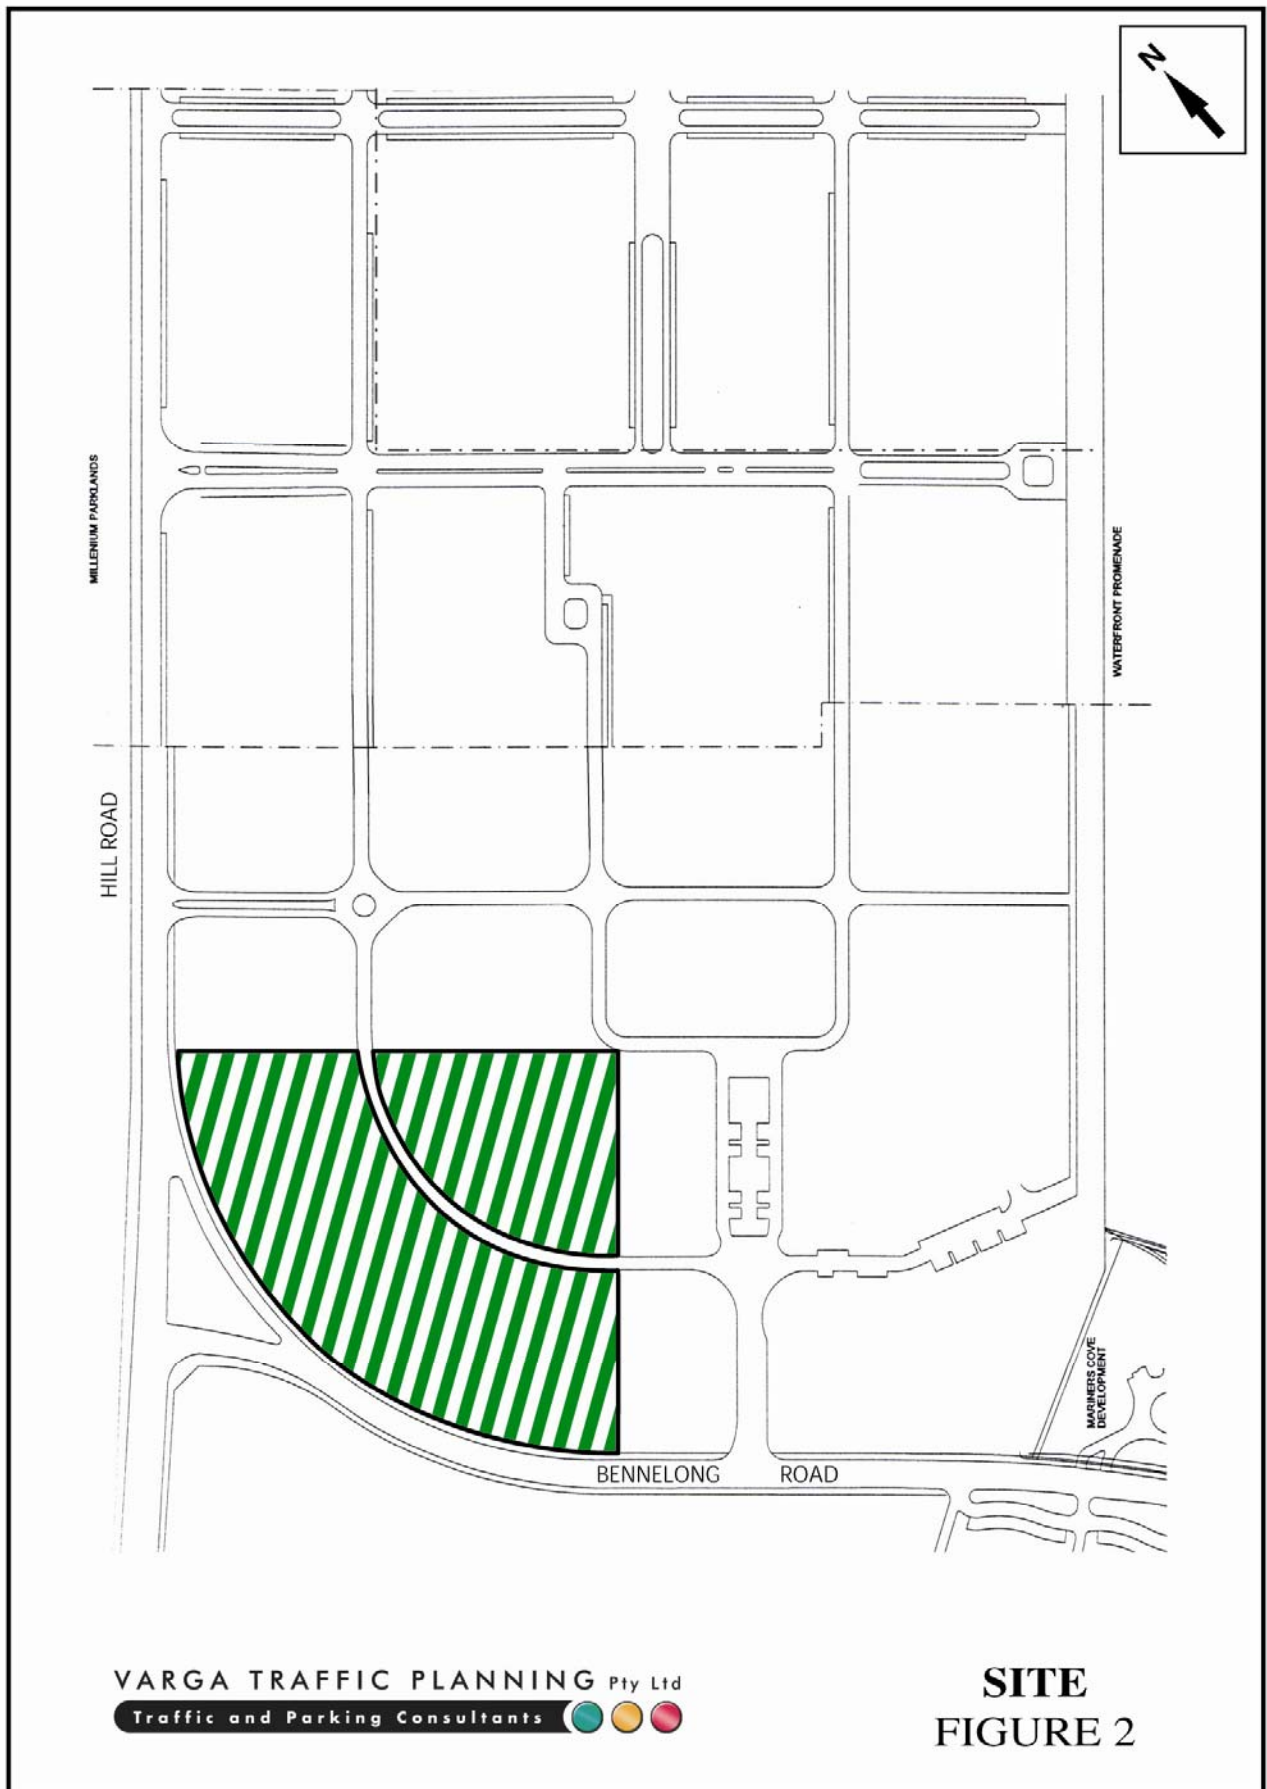 N
MILLENIUM PARKLANDS
WATERFRONT PROMENADE
HILL ROAD
MARINERS COVE
DEVELOPMENT
BENNELONG ROAD
VARGA TRAFFIC PLANNING Pty Ltd
Traffic and Parking Consultants
SITE
FIGURE 2